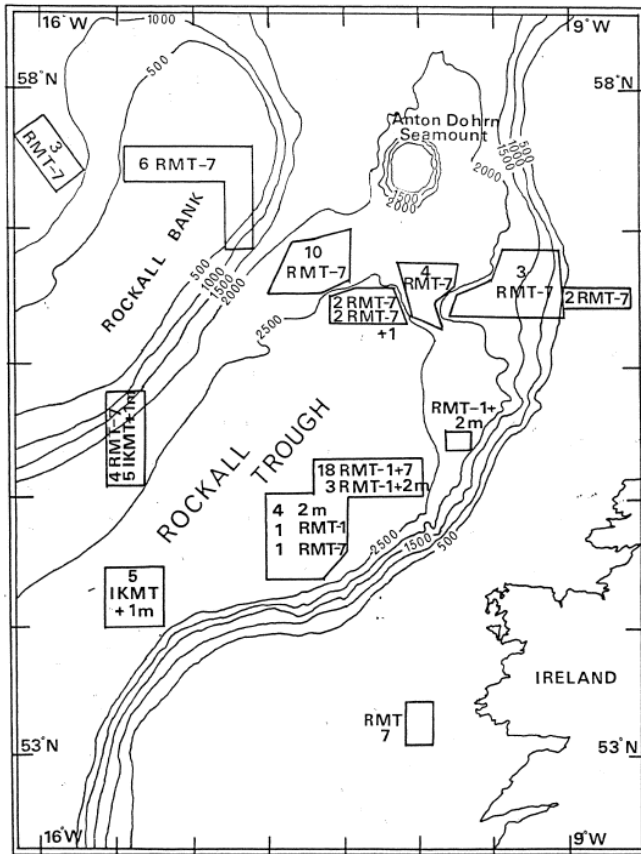 16°W
1000
9°W
500
58°N
58°N
Anton Dohrn
Seamount
500
1000
1500
2000
1500
2000
3
RMT-7
6 RMT-7
ROCKALL BANK
500
1000
1500
2000
10
RMT-7
4
RMT-7
3
RMT-7
2 RMT-7
2 RMT-7
2 RMT-7
+1
2500
4 RMT-7
5 IKMT+1m
RMT-1+
2m
ROCKALL
TROUGH
18 RMT-1+7
3 RMT-1+2m
4 2m
1 RMT-1
1 RMT-7
2500
1500
500
5
IKMT
+1m
IRELAND
RMT
7
53°N
53°N
16°W
9°W